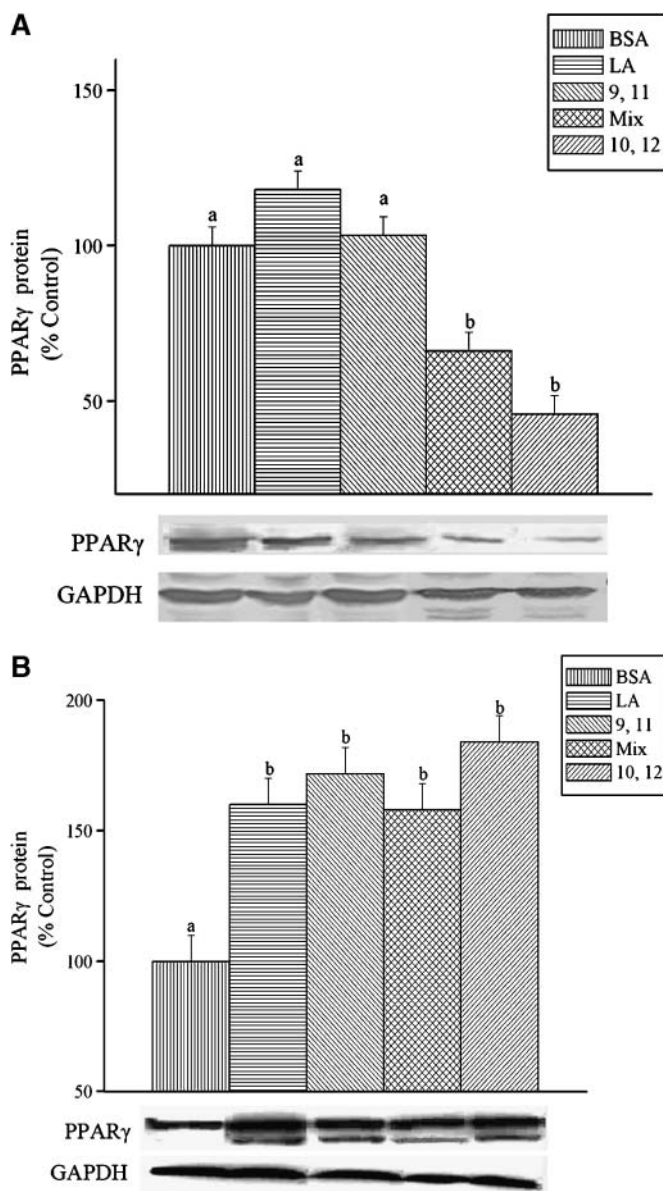 A
BSA
LA
9, 11
Mix
10, 12
PPARγ protein
(% Control)
150
100
50
a
a
a
b
b
PPARγ
GAPDH
B
BSA
LA
9, 11
Mix
10, 12
PPARγ protein
(% Control)
200
150
100
50
a
b
b
b
b
PPARγ
GAPDH